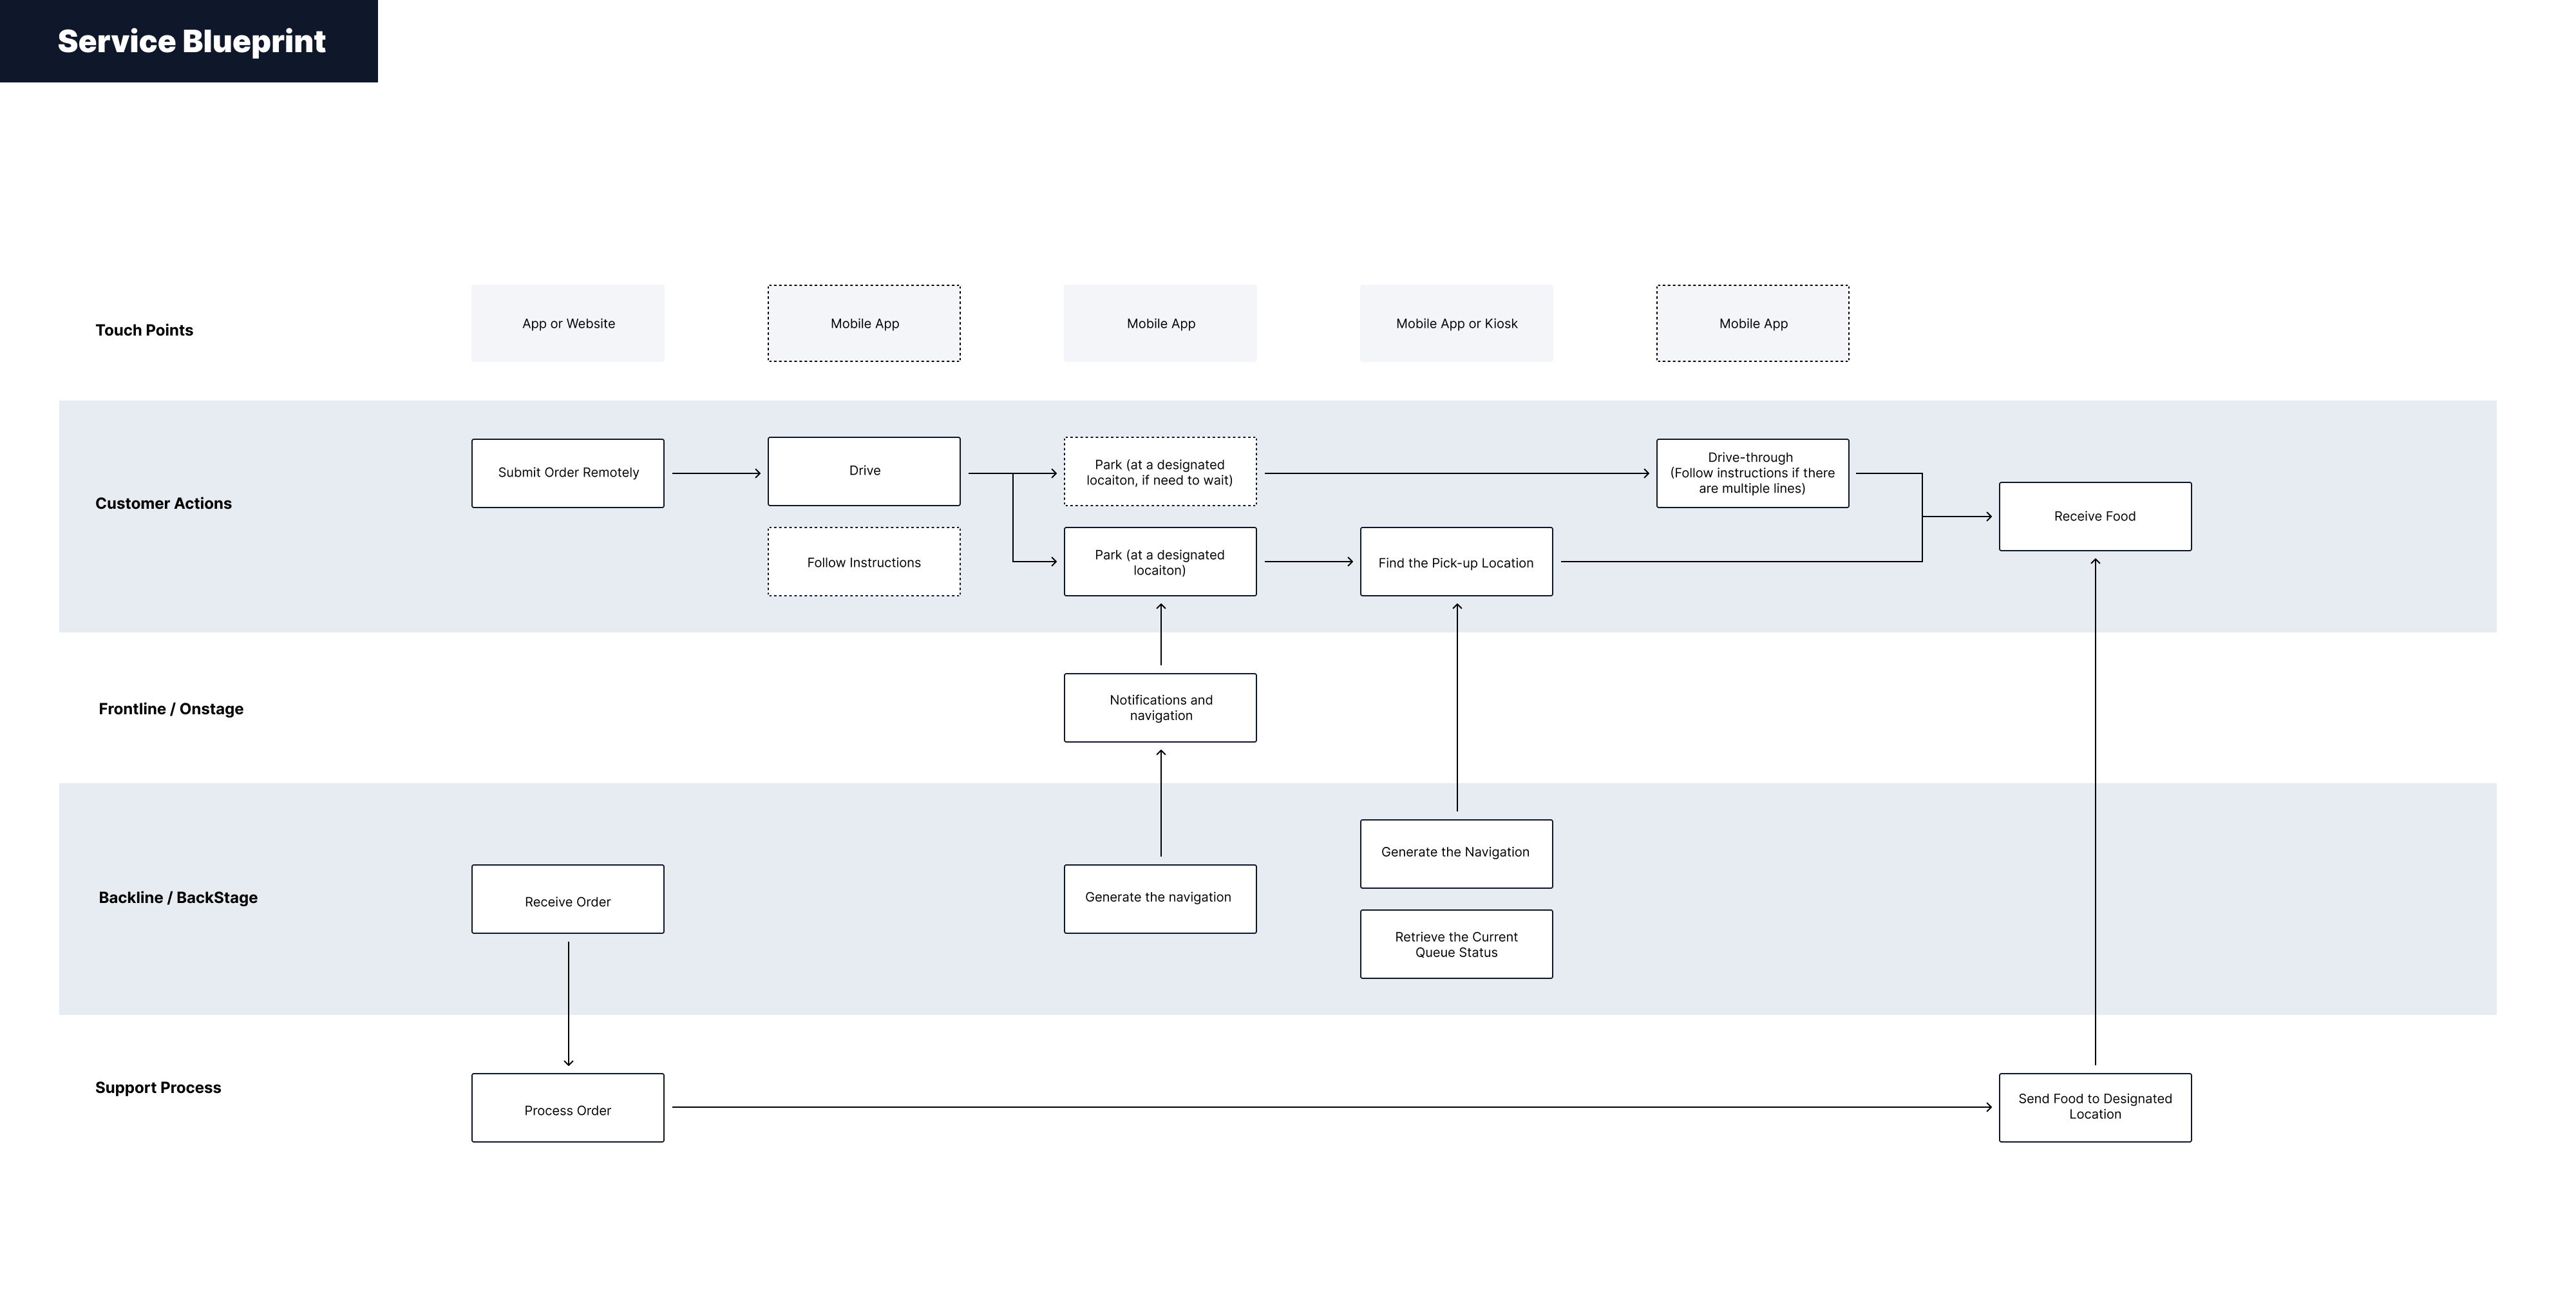 Service Blueprint
Touch Points
App or Website
Mobile App
Mobile App
Mobile App or Kiosk
Mobile App
Customer Actions
Submit Order Remotely
Drive
Park (at a designated
locaiton, if need to wait)
Drive-through
(Follow instructions if there
are multiple lines)
Receive Food
Follow Instructions
Park (at a designated
locaiton)
Find the Pick-up Location
Frontline / Onstage
Notifications and
navigation
Backline / BackStage
Receive Order
Generate the navigation
Generate the Navigation
Retrieve the Current
Queue Status
Support Process
Process Order
Send Food to Designated
Location